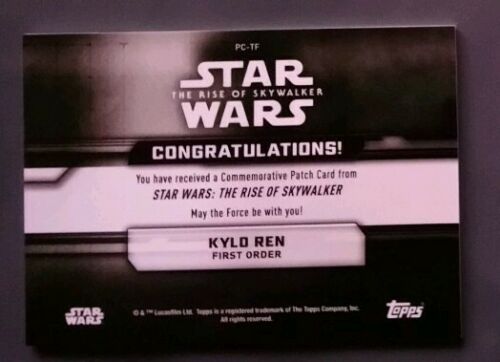 PC-TF
STAR
THE RISE OF SKYWALKER
WARS
CONGRATULATIONS!
You have received a Commemorative Patch Card from
STAR WARS: THE RISE OF SKYWALKER
May the Force be with you!
KYLO REN
FIRST ORDER
STAR
WARS
© & ™ Lucasfilm Ltd. Topps is a registered trademark of The Topps Company, Inc.
All rights reserved.
Topps